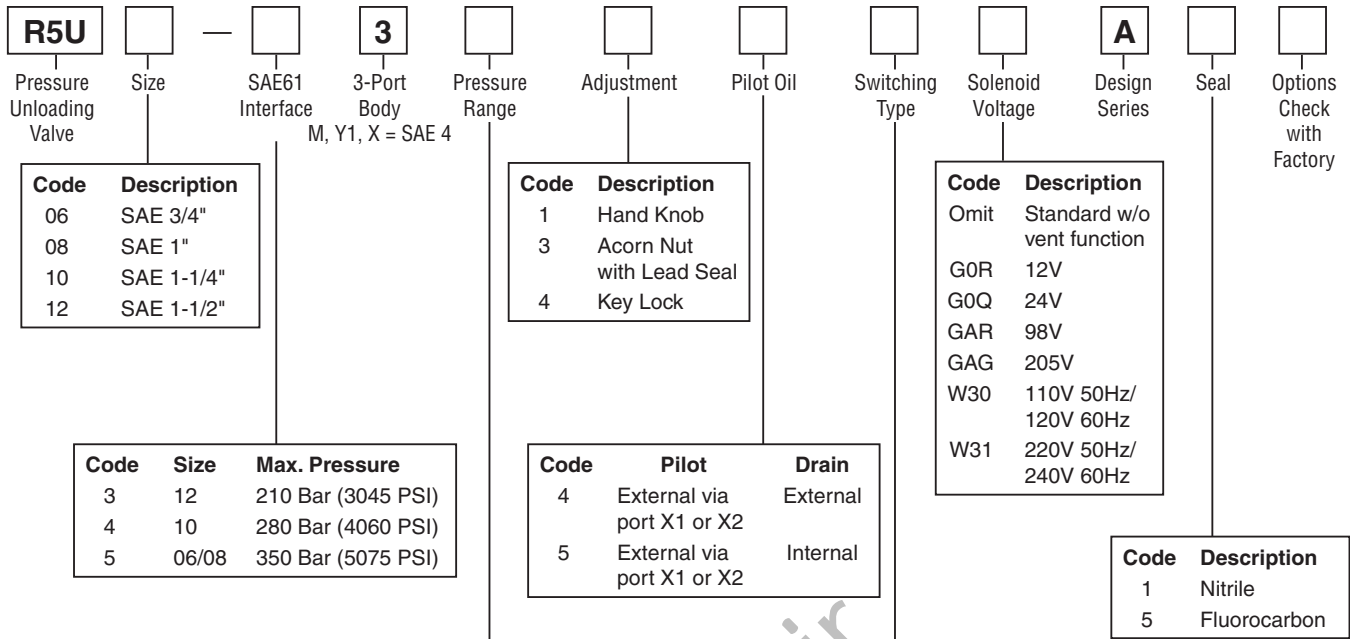 R5U — 3 A
Pressure Unloading Valve
Size
SAE61 Interface
3-Port Body
M, Y1, X = SAE 4
Pressure Range
Adjustment
Pilot Oil
Switching Type
Solenoid Voltage
Design Series
Seal
Options Check with Factory
Code Description
06 SAE 3/4"
08 SAE 1"
10 SAE 1-1/4"
12 SAE 1-1/2"
Code Description
1 Hand Knob
3 Acorn Nut
with Lead Seal
4 Key Lock
Code Description
Omit Standard w/o
vent function
G0R 12V
G0Q 24V
GAR 98V
GAG 205V
W30 110V 50Hz/
120V 60Hz
W31 220V 50Hz/
240V 60Hz
Code Size Max. Pressure
3 12 210 Bar (3045 PSI)
4 10 280 Bar (4060 PSI)
5 06/08 350 Bar (5075 PSI)
Code Pilot Drain
4 External via External
port X1 or X2
5 External via Internal
port X1 or X2
Code Description
1 Nitrile
5 Fluorocarbon